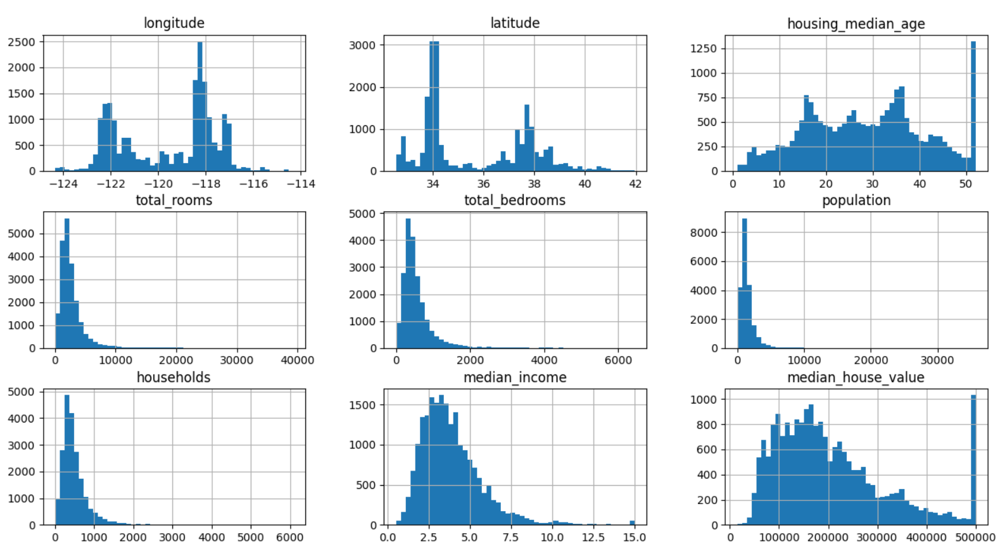 longitude
latitude
housing_median_age
2500
2000
1500
1000
500
0
3000
2000
1000
0
1250
1000
750
500
250
0
−124 −122 −120 −118 −116 −114
34 36 38 40 42
0 10 20 30 40 50
total_rooms
total_bedrooms
population
5000
4000
3000
2000
1000
0
5000
4000
3000
2000
1000
0
8000
6000
4000
2000
0
0 10000 20000 30000 40000
0 2000 4000 6000
0 10000 20000 30000
households
median_income
median_house_value
5000
4000
3000
2000
1000
0
1500
1000
500
0
1000
800
600
400
200
0
0 1000 2000 3000 4000 5000 6000
0.0 2.5 5.0 7.5 10.0 12.5 15.0
0 100000 200000 300000 400000 500000